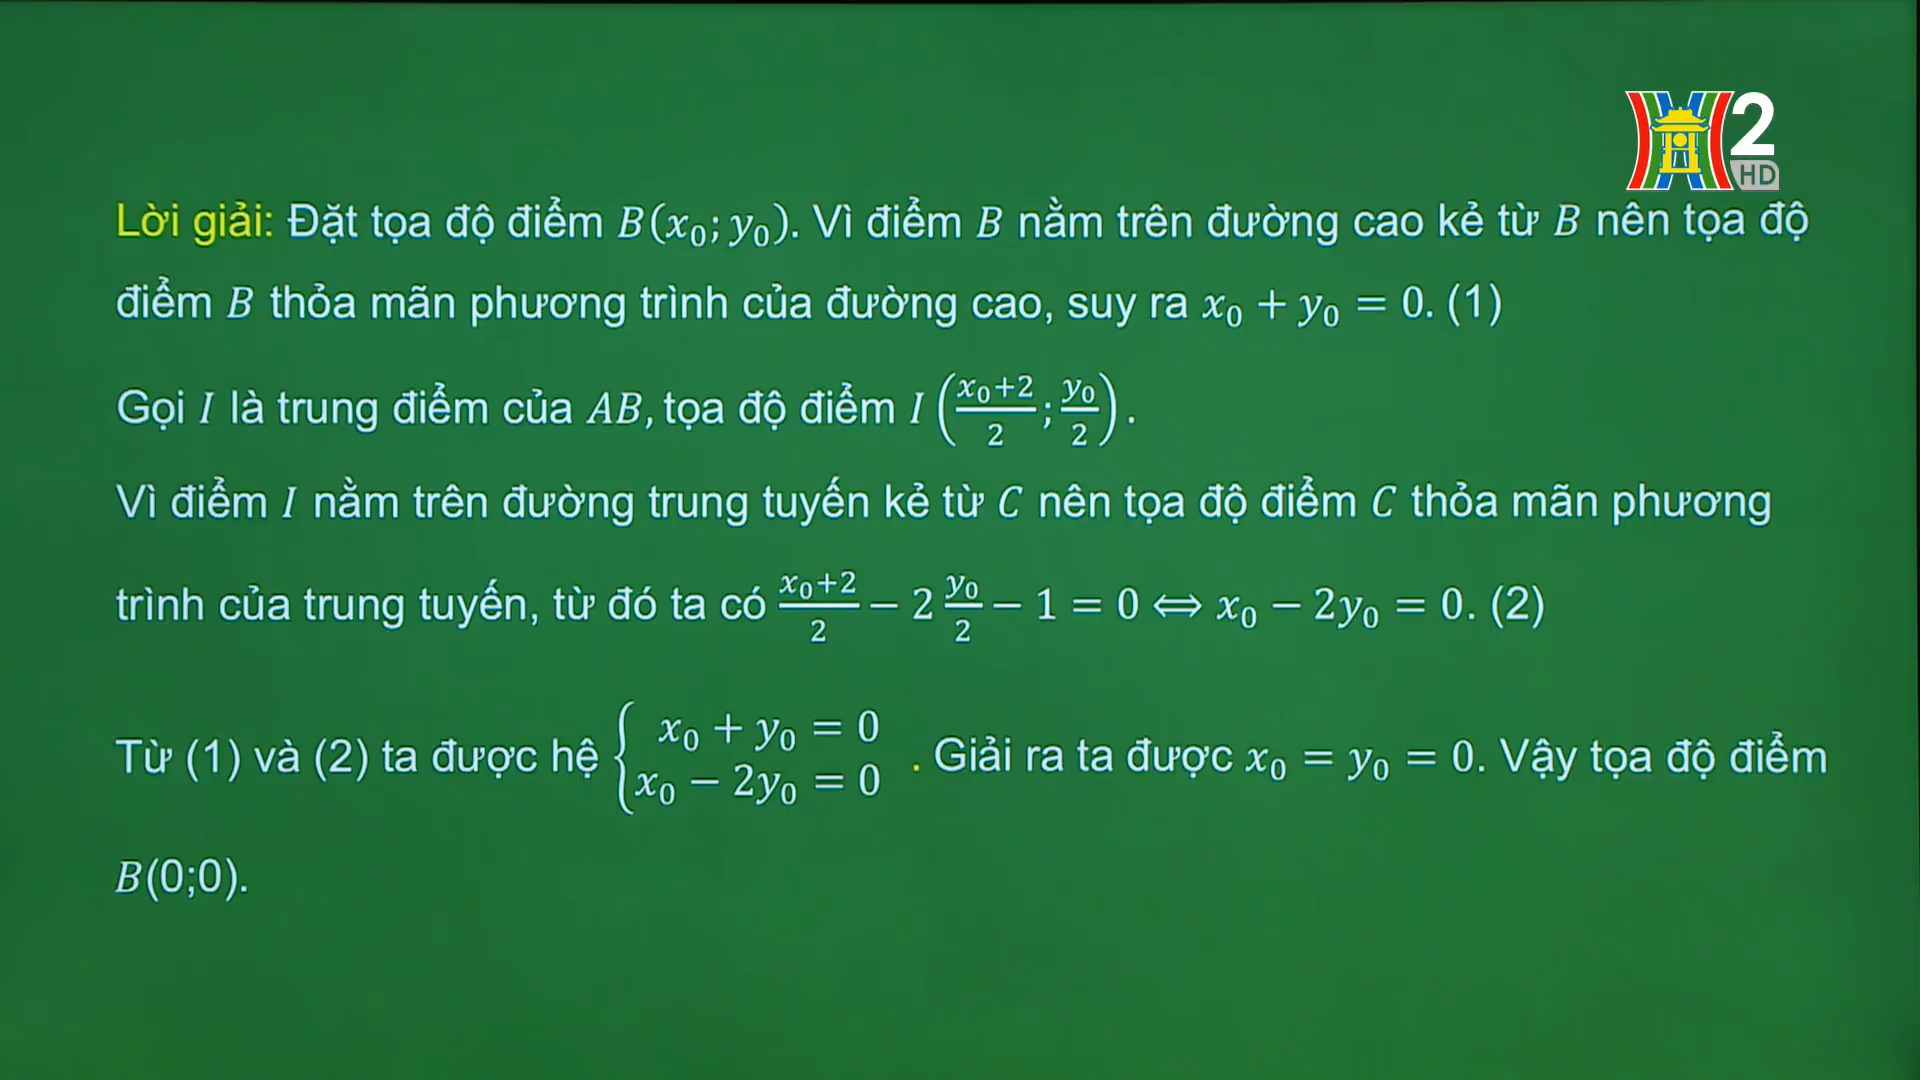 2
HD
Lời giải: Đặt tọa độ điểm B(x₀; y₀). Vì điểm B nằm trên đường cao kẻ từ B nên tọa độ
điểm B thỏa mãn phương trình của đường cao, suy ra x₀ + y₀ = 0. (1)
Gọi I là trung điểm của AB, tọa độ điểm I ((x₀+2)/2 ; y₀/2) .
Vì điểm I nằm trên đường trung tuyến kẻ từ C nên tọa độ điểm C thỏa mãn phương
trình của trung tuyến, từ đó ta có (x₀+2)/2 − 2 y₀/2 − 1 = 0 ⟺ x₀ − 2y₀ = 0. (2)
Từ (1) và (2) ta được hệ { x₀ + y₀ = 0
x₀ − 2y₀ = 0 . Giải ra ta được x₀ = y₀ = 0. Vậy tọa độ điểm
B(0;0).